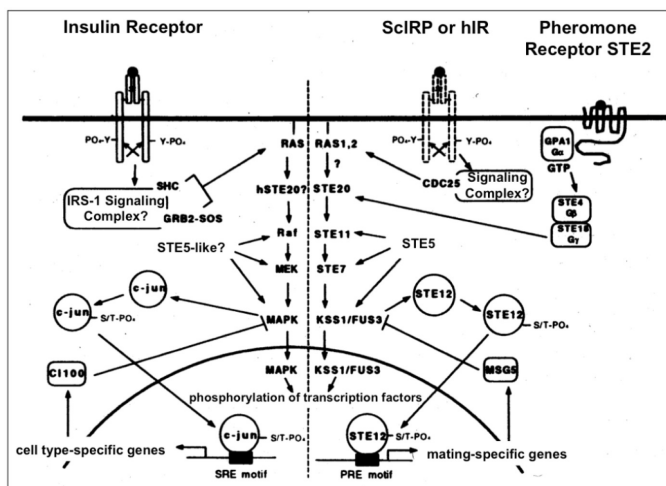 Insulin Receptor
ScIRP or hIR
Pheromone
Receptor STE2
PO₄-Y
Y-PO₄
RAS
RAS1,2
PO₄-Y
Y-PO₄
GPA1
Gα
GTP
?
SHC
hSTE20?
STE20
CDC25
Signaling
Complex?
IRS-1 Signaling
Complex?
GRB2-SOS
STE4
Gβ
STE18
Gγ
Raf
STE11
STE5-like?
STE5
MEK
STE7
c-jun
c-jun
S/T-PO₄
MAPK
KSS1/FUS3
STE12
STE12
S/T-PO₄
CI100
MAPK
KSS1/FUS3
MSG5
phosphorylation of transcription factors
c-jun
S/T-PO₄
STE12
S/T-PO₄
cell type-specific genes
mating-specific genes
SRE motif
PRE motif